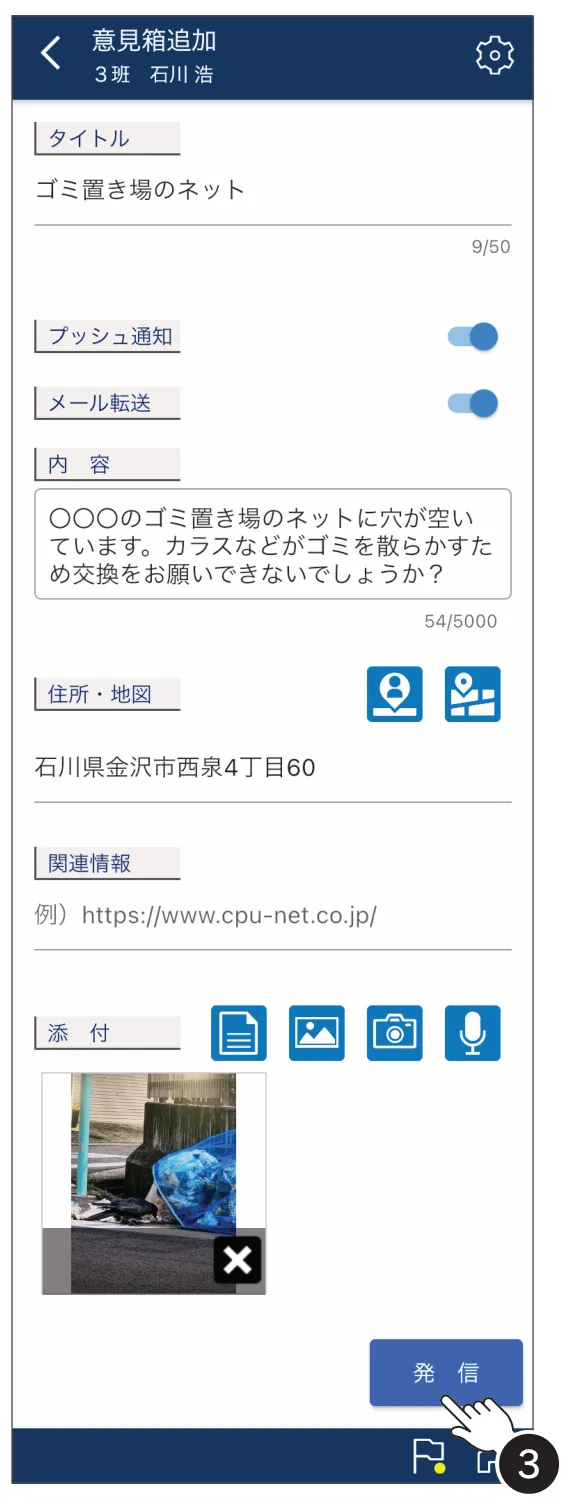 意見箱追加
3班　石川 浩
タイトル
ゴミ置き場のネット
9/50
プッシュ通知
メール転送
内　容
〇〇〇のゴミ置き場のネットに穴が空い
ています。カラスなどがゴミを散らかすた
め交換をお願いできないでしょうか？
54/5000
住所・地図
石川県金沢市西泉4丁目60
関連情報
例）https://www.cpu-net.co.jp/
添　付
発　信
3